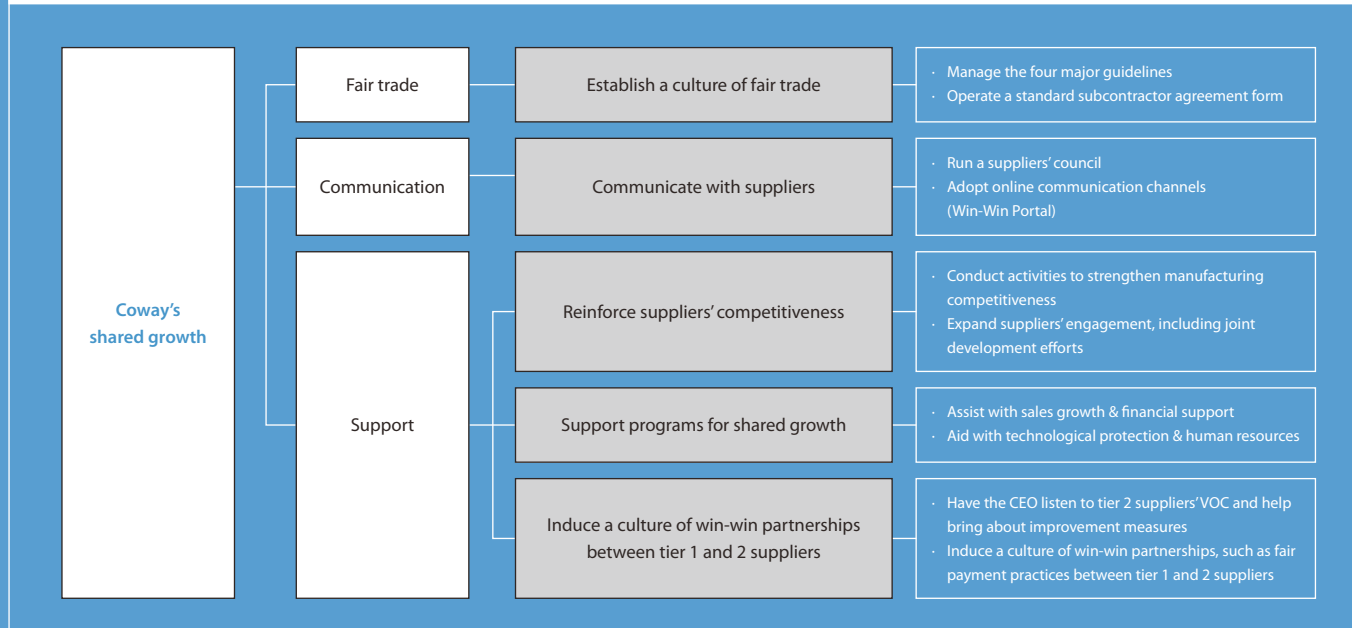 Coway’s
shared growth
Fair trade
Establish a culture of fair trade
· Manage the four major guidelines
· Operate a standard subcontractor agreement form
Communication
Communicate with suppliers
· Run a suppliers’ council
· Adopt online communication channels
(Win-Win Portal)
Support
Reinforce suppliers’ competitiveness
· Conduct activities to strengthen manufacturing
competitiveness
· Expand suppliers’ engagement, including joint
development efforts
Support programs for shared growth
· Assist with sales growth & financial support
· Aid with technological protection & human resources
Induce a culture of win-win partnerships
between tier 1 and 2 suppliers
· Have the CEO listen to tier 2 suppliers’ VOC and help
bring about improvement measures
· Induce a culture of win-win partnerships, such as fair
payment practices between tier 1 and 2 suppliers